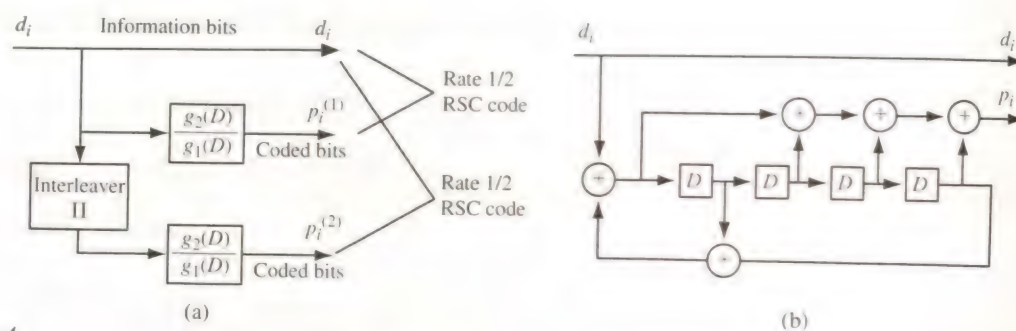 d_i Information bits d_i
Rate 1/2
RSC code
p_i^{(1)}
g_2(D)
g_1(D)
Coded bits
Interleaver
Π
Rate 1/2
RSC code
p_i^{(2)}
g_2(D)
g_1(D)
Coded bits
(a)
d_i d_i
p_i
+ + +
+ D D D D
+
(b)